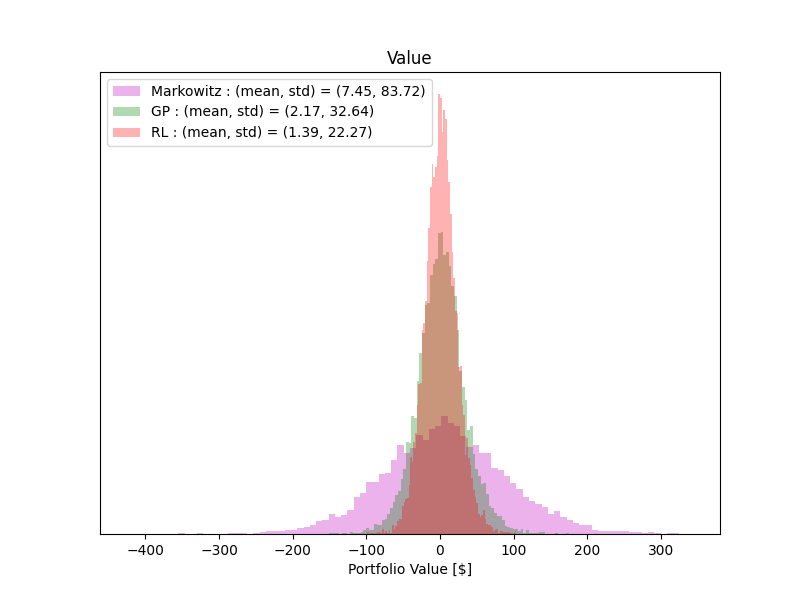 Value
Markowitz : (mean, std) = (7.45, 83.72)
GP : (mean, std) = (2.17, 32.64)
RL : (mean, std) = (1.39, 22.27)
−400 −300 −200 −100 0 100 200 300
Portfolio Value [$]